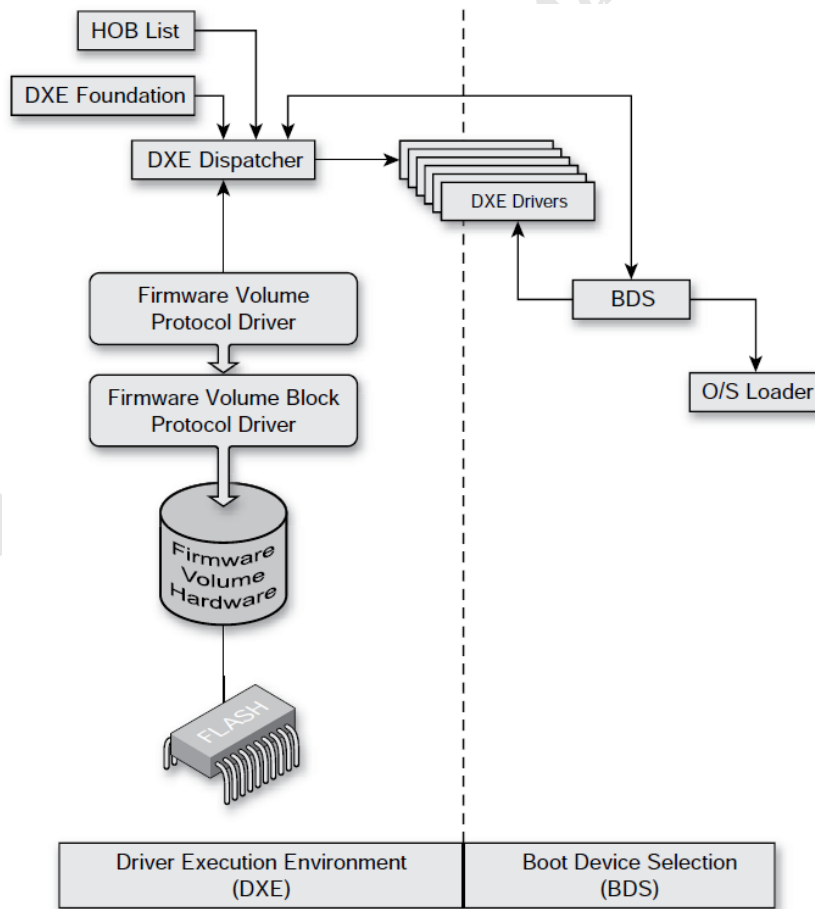 HOB List
DXE Foundation
DXE Dispatcher
DXE Drivers
Firmware Volume
Protocol Driver
BDS
Firmware Volume Block
Protocol Driver
O/S Loader
Firmware
Volume
Hardware
FLASH
Driver Execution Environment
(DXE)
Boot Device Selection
(BDS)